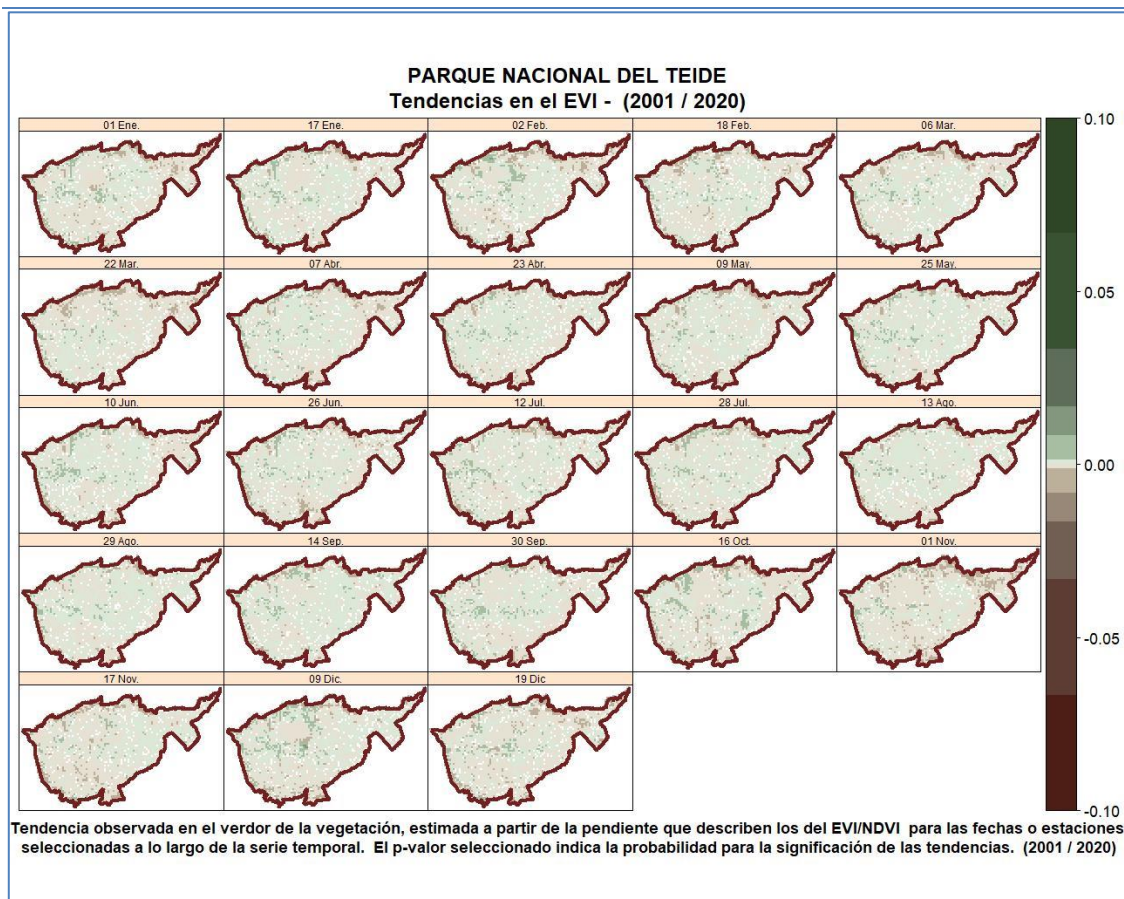 PARQUE NACIONAL DEL TEIDE
Tendencias en el EVI - (2001 / 2020)
01 Ene.
17 Ene.
02 Feb.
18 Feb.
06 Mar.
22 Mar.
07 Abr.
23 Abr.
09 May.
25 May.
10 Jun.
26 Jun.
12 Jul.
28 Jul.
13 Ago.
29 Ago.
14 Sep.
30 Sep.
16 Oct.
01 Nov.
17 Nov.
09 Dic.
19 Dic
0.10
0.05
0.00
-0.05
-0.10
Tendencia observada en el verdor de la vegetación, estimada a partir de la pendiente que describen los del EVI/NDVI para las fechas o estaciones
seleccionadas a lo largo de la serie temporal. El p-valor seleccionado indica la probabilidad para la significación de las tendencias. (2001 / 2020)